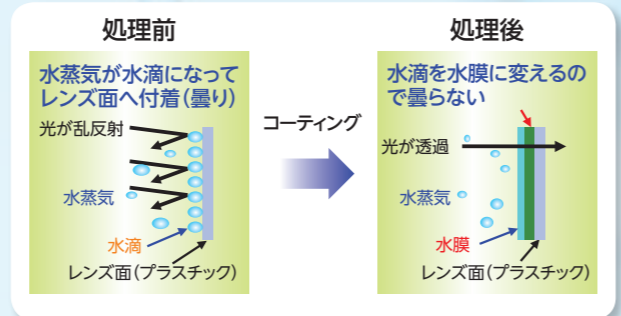 処理前
水蒸気が水滴になって
レンズ面へ付着(曇り)
光が乱反射
水蒸気
水滴
レンズ面(プラスチック)
コーティング
処理後
水滴を水膜に変えるの
で曇らない
光が透過
水蒸気
水膜
レンズ面(プラスチック)